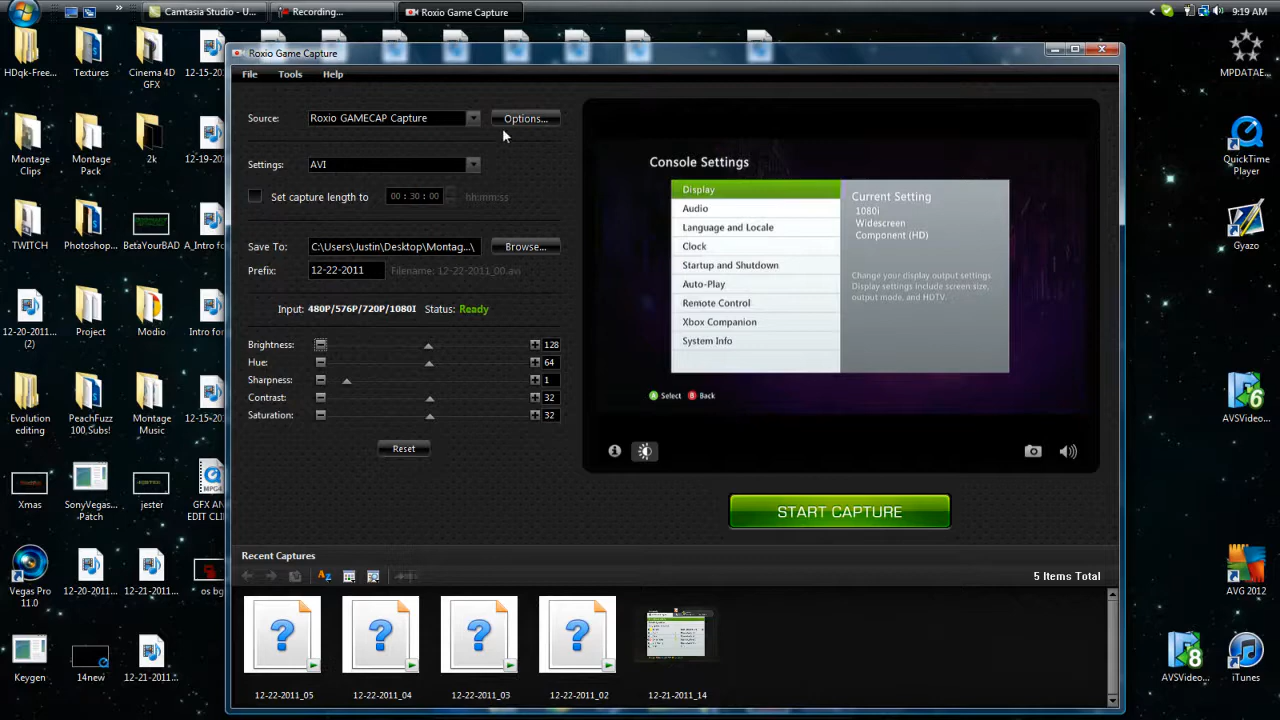 Camtasia Studio - U...
Recording...
Roxio Game Capture
9:19 AM
Roxio Game Capture
File Tools Help
Source: Roxio GAMECAP Capture Options...
Settings: AVI
Set capture length to 00 : 30 : 00 hh:mm:ss
Save To: C:\Users\Justin\Desktop\Montag...\ Browse...
Prefix: 12-22-2011 Filename: 12-22-2011_00.avi
Input: 480P/576P/720P/1080I Status: Ready
Brightness: 128
Hue: 64
Sharpness: 1
Contrast: 32
Saturation: 32
Reset
Console Settings
Display
Audio
Language and Locale
Clock
Startup and Shutdown
Auto-Play
Remote Control
Xbox Companion
System Info
Current Setting
1080i
Widescreen
Component (HD)
Change your display output settings.
Display settings include screen size,
output mode, and HDTV.
A Select B Back
START CAPTURE
Recent Captures
5 Items Total
12-22-2011_05 12-22-2011_04 12-22-2011_03 12-22-2011_02 12-21-2011_14
HDqk-Free... Textures Cinema 4D
GFX
12-15-20
Montage
Clips
Montage
Pack
2k
12-19-20
TWITCH Photoshop... BetaYourBAD A_Intro fo
12-20-2011...
(2)
Project Modio Intro for
Evolution
editing
PeachFuzz
100 Subs!
Montage
Music
12-15-20
Xmas SonyVegas...
-Patch
jester GFX AN
EDIT CLI
Vegas Pro
11.0
12-20-2011... 12-21-2011... os bg
Keygen 14new 12-21-2011...
MPDATAE
QuickTime
Player
Gyazo
AVSVideo...
AVG 2012
AVSVideo... iTunes